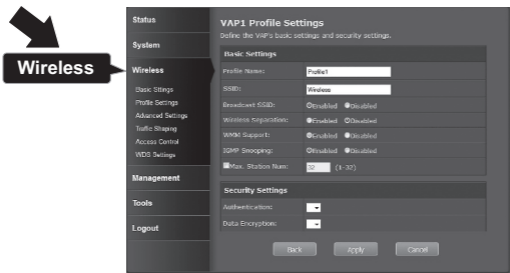 Wireless
Status
System
Wireless
Basic Sttings
Profile Settings
Advanced Settings
Traffic Shaping
Access Control
WDS Settings
Management
Tools
Logout
VAP1 Profile Settings
Define the VAP's basic settings and security settings.
Basic Settings
Profile Name: Profile1
SSID: Wireless
Broadcast SSID: Enabled Disabled
Wireless Separation: Enabled Disabled
WMM Support: Enabled Disabled
IGMP Snooping: Enabled Disabled
Max. Station Num: 32 (1-32)
Security Settings
Authentication:
Data Encryption:
Back Apply Cancel